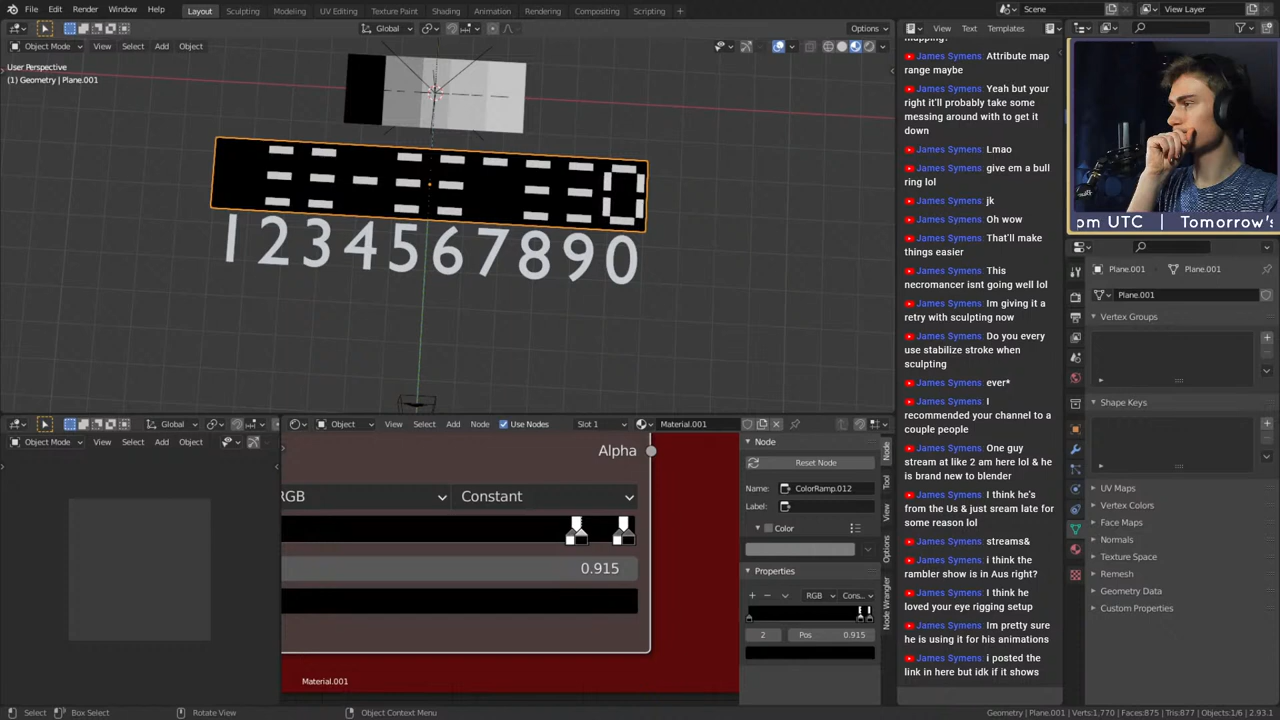 File Edit Render Window Help
Layout Sculpting Modeling UV Editing Texture Paint Shading Animation Rendering Compositing Scripting +
Scene
View Layer
Global
Options
View
Templates
Object Mode View Select Add Object
User Perspective
(1) Geometry | Plane.001
1234567890
mapping?
James Symens: Attribute map
range maybe
James Symens: Yeah but your
right it'll probably take some
messing around with to get it
down
James Symens: Lmao
James Symens: give em a bull
ring lol
James Symens: jk
James Symens: Oh wow
James Symens: That'll make
things easier
James Symens: This
necromancer isnt going well lol
James Symens: Im giving it a
retry with sculpting now
James Symens: Do you every
use stabilize stroke when
sculpting
James Symens: ever*
James Symens: I
recommended your channel to a
couple people
James Symens: One guy
stream at like 2 am here lol & he
is brand new to blender
James Symens: I think he's
from the Us & just sream late for
some reason lol
James Symens: streams&
James Symens: i think the
rambler show is in Aus right?
James Symens: I think he
loved your eye rigging setup
James Symens: Im pretty sure
he is using it for his animations
James Symens: i posted the
link in here but idk if it shows
om UTC | Tomorrow's
Plane.001
Plane.001
Plane.001
Vertex Groups
Shape Keys
UV Maps
Vertex Colors
Face Maps
Normals
Texture Space
Remesh
Geometry Data
Custom Properties
Global
Object Mode View Select Add Object
Object View Select Add Node Use Nodes Slot 1 Material.001
Alpha
RGB
Constant
0.915
Material.001
Node
Reset Node
Name: ColorRamp.012
Label:
Color
Properties
RGB Cons...
2 Pos 0.915
Node
Tool
View
Options
Node Wrangler
Select Box Select Rotate View Object Context Menu
Geometry | Plane.001 | Verts:1,770 | Faces:875 | Tris:877 | Objects:1/6 | 2.93.1